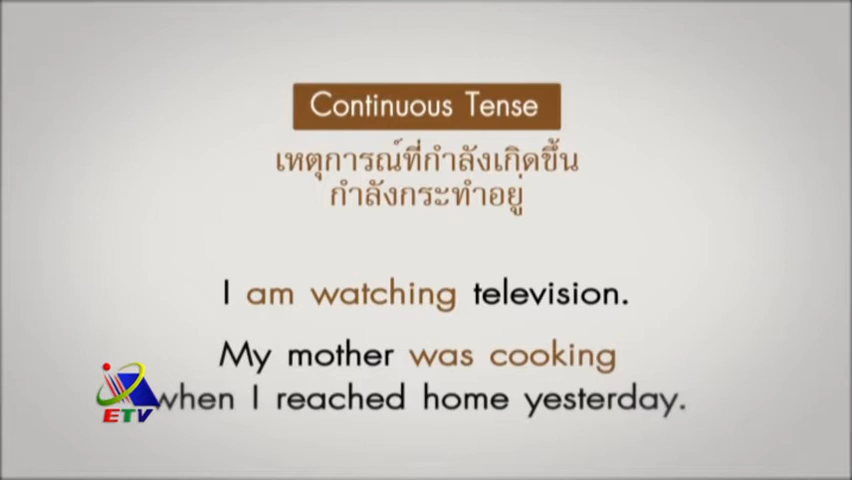 Continuous Tense
เหตุการณ์ที่กำลังเกิดขึ้น
กำลังกระทำอยู่
I am watching television.
My mother was cooking
when I reached home yesterday.
ETV